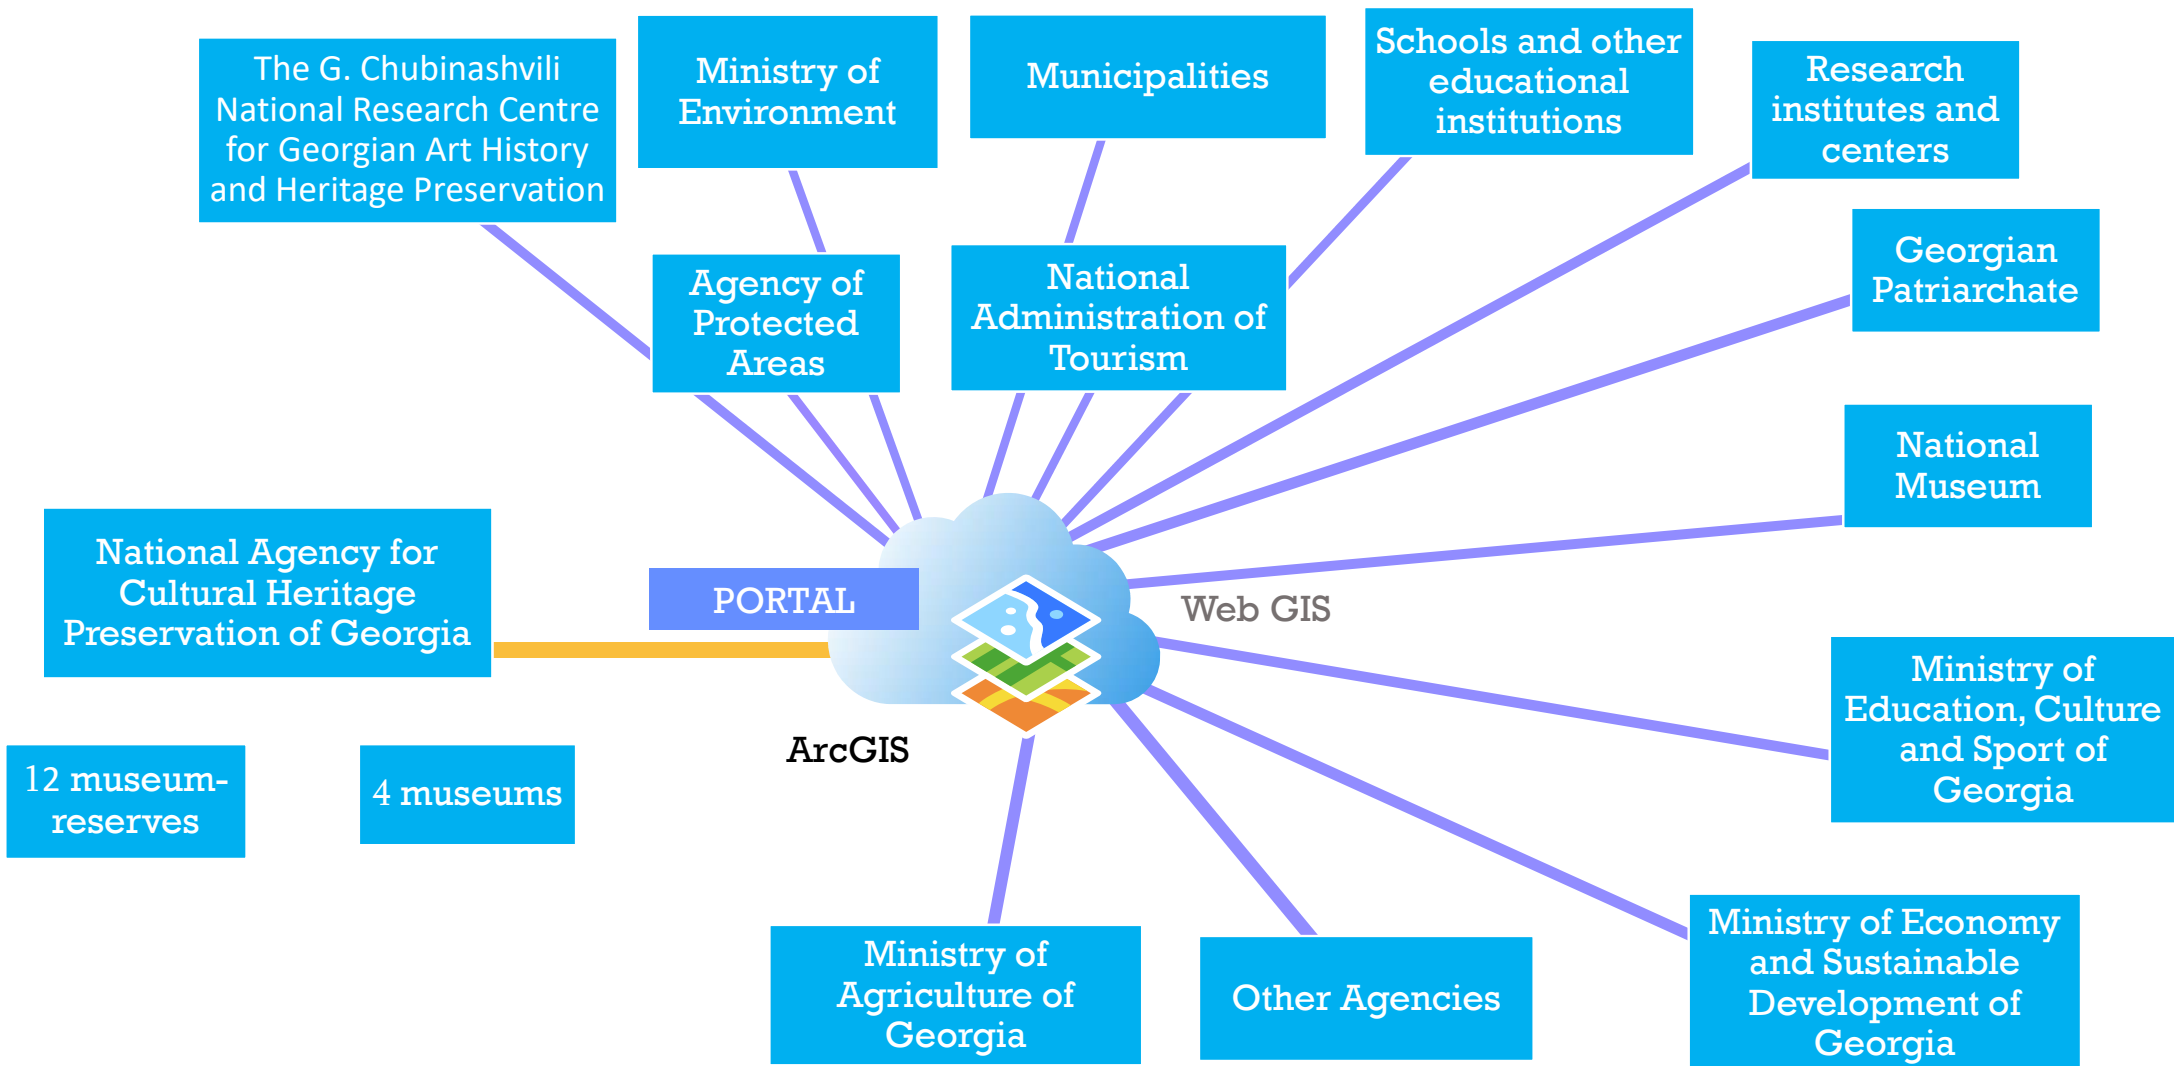 The G. Chubinashvili
National Research Centre
for Georgian Art History
and Heritage Preservation
Ministry of
Environment
Municipalities
Schools and other
educational
institutions
Research
institutes and
centers
Agency of
Protected
Areas
National
Administration of
Tourism
Georgian
Patriarchate
National
Museum
National Agency for
Cultural Heritage
Preservation of Georgia
PORTAL
Web GIS
ArcGIS
12 museum-
reserves
4 museums
Ministry of
Education, Culture
and Sport of
Georgia
Ministry of
Agriculture of
Georgia
Other Agencies
Ministry of Economy
and Sustainable
Development of
Georgia